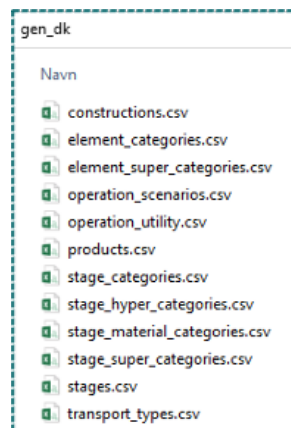 gen_dk
Navn
constructions.csv
element_categories.csv
element_super_categories.csv
operation_scenarios.csv
operation_utility.csv
products.csv
stage_categories.csv
stage_hyper_categories.csv
stage_material_categories.csv
stage_super_categories.csv
stages.csv
transport_types.csv